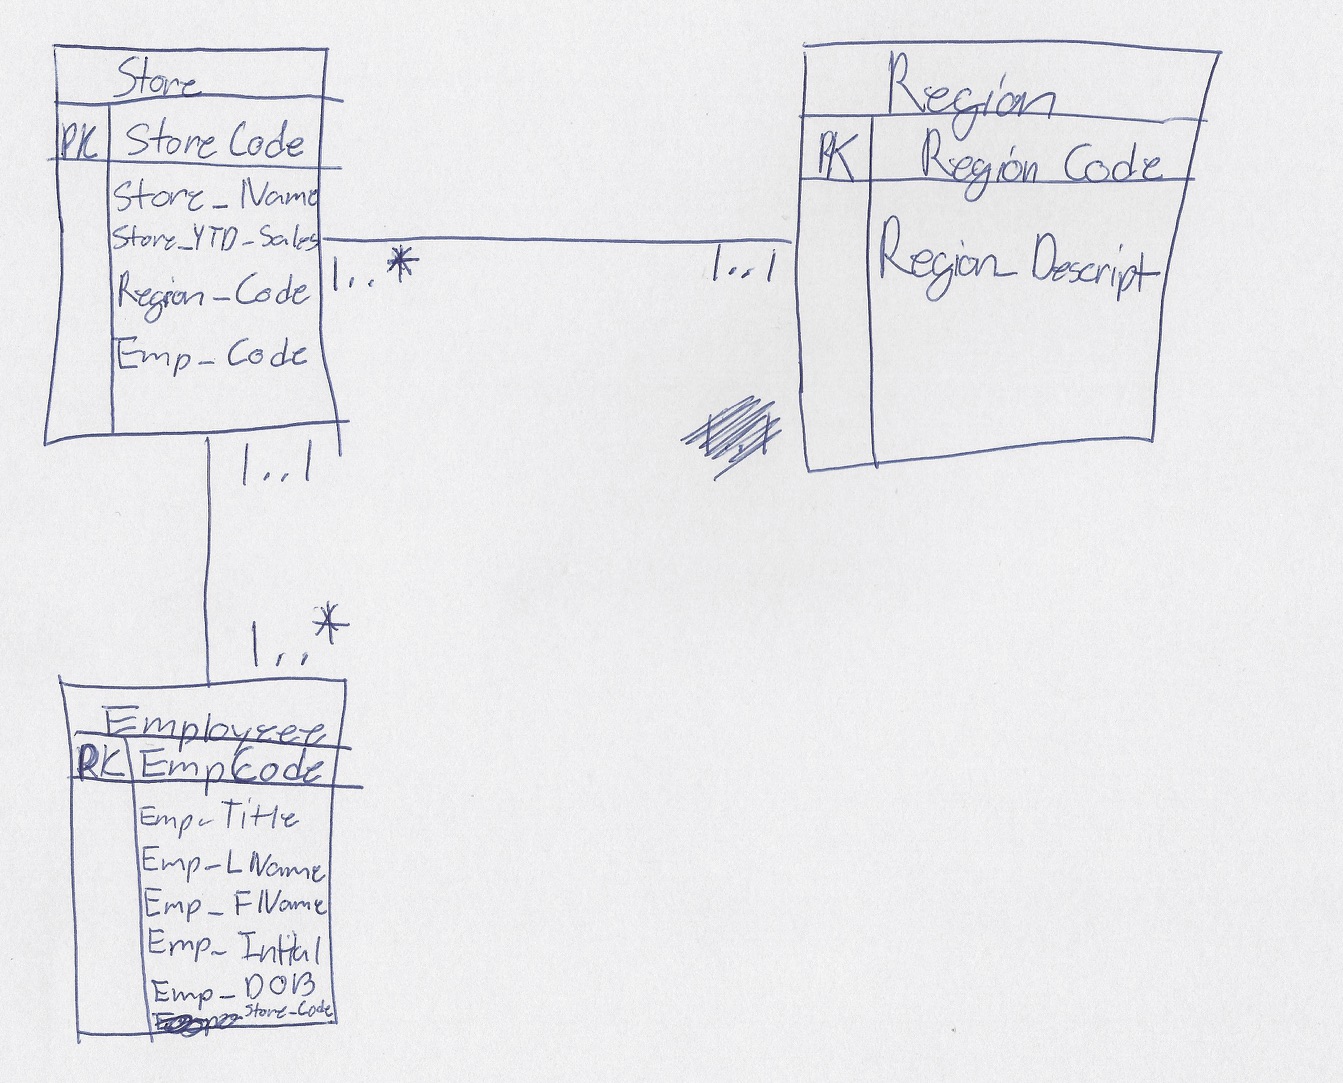 Store
PK Store Code
Store_Name
Store_YTD_Sales
Region_Code
Emp_Code
1..*
1..1
Region
PK Region Code
Region_Descript
1..1
1..*
Employeee
PK EmpCode
Emp_Title
Emp_LName
Emp_FName
Emp_Initial
Emp_DOB
Store_Code